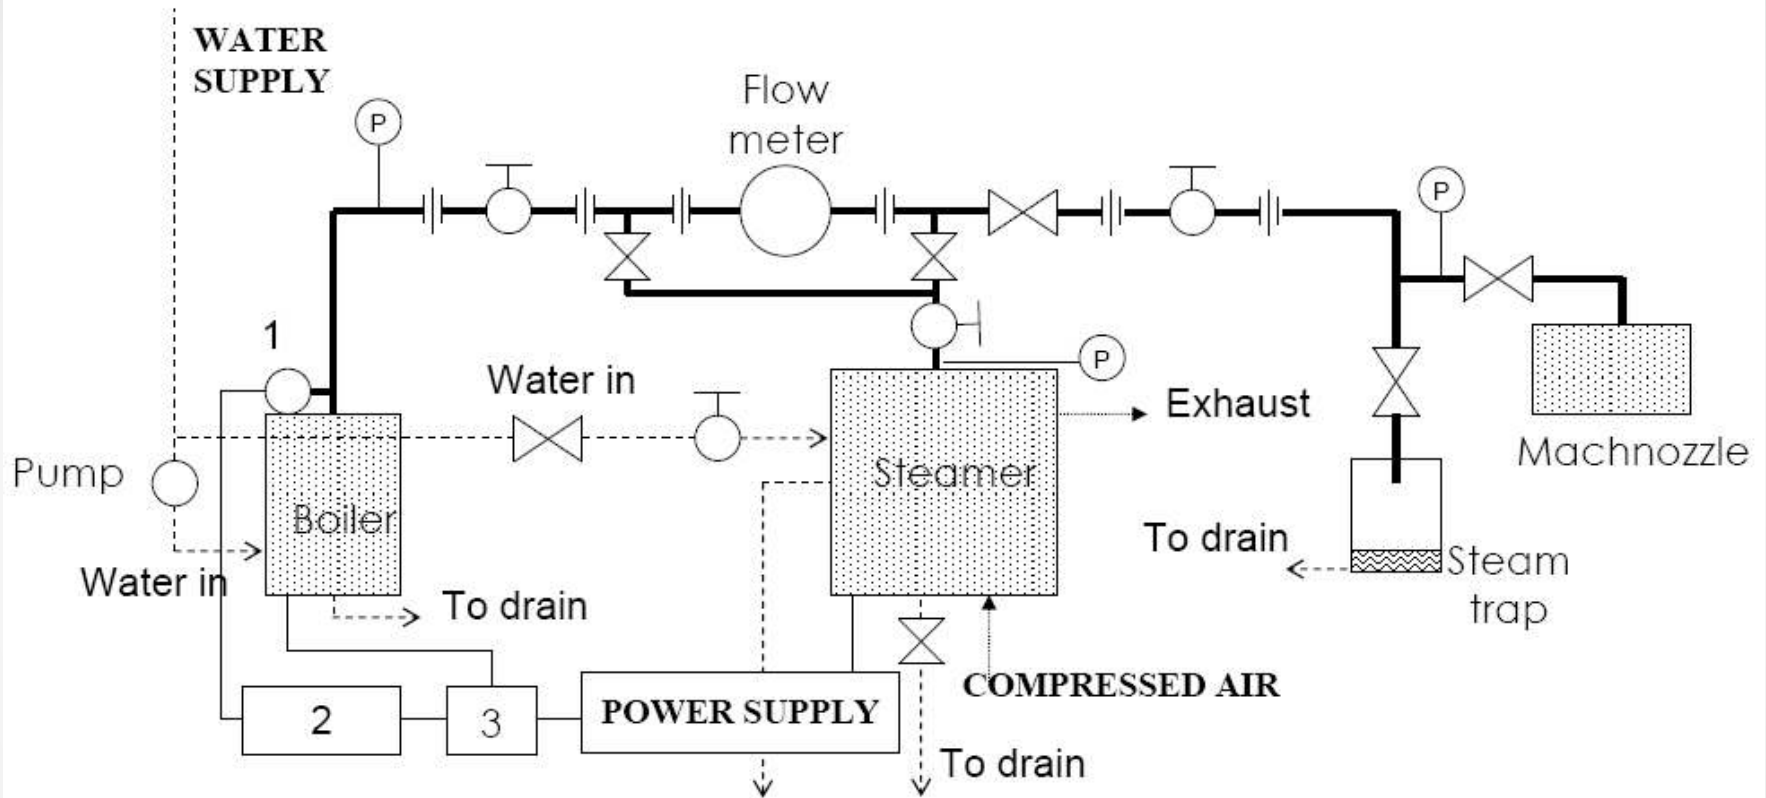 WATER
SUPPLY
Flow
meter
P
P
1
Water in
P
Exhaust
Pump
Steamer
Machnozzle
Boiler
To drain
Water in
To drain
Steam
trap
2
3
POWER SUPPLY
COMPRESSED AIR
To drain